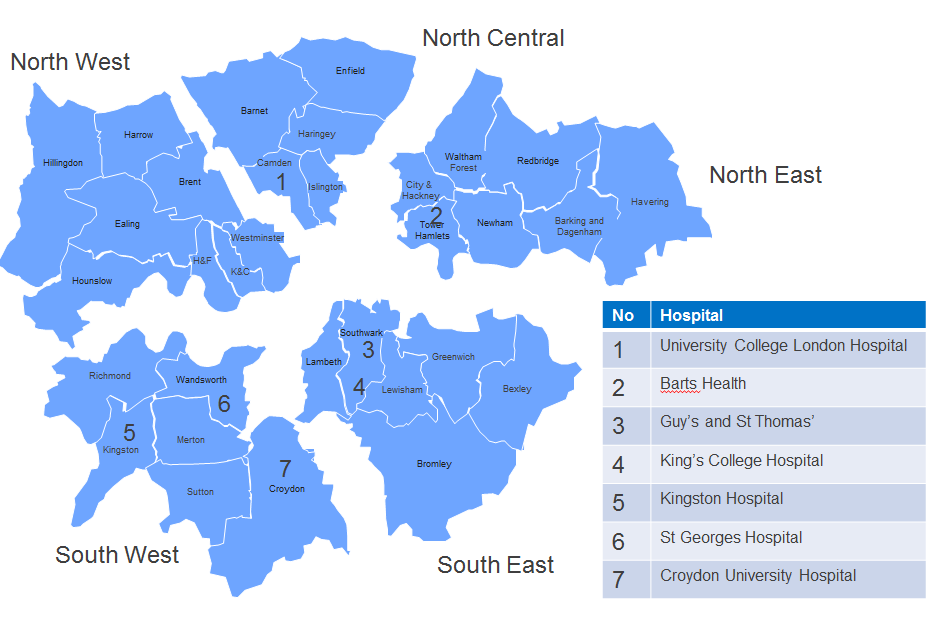 North Central
North West
Enfield
Barnet
Haringey
Harrow
Hillingdon
Camden
1
Brent
Islington
Ealing
Westminster
H&F
K&C
Hounslow
Waltham
Forest
Redbridge
North East
City &
Hackney
Havering
2
Tower
Hamlets
Newham
Barking and
Dagenham
Richmond
Wandsworth
6
5
Kingston
Merton
Sutton
7
Croydon
South West
Southwark
3
Lambeth
4
Lewisham
Greenwich
Bexley
Bromley
South East
No Hospital
1 University College London Hospital
2 Barts Health
3 Guy’s and St Thomas’
4 King’s College Hospital
5 Kingston Hospital
6 St Georges Hospital
7 Croydon University Hospital